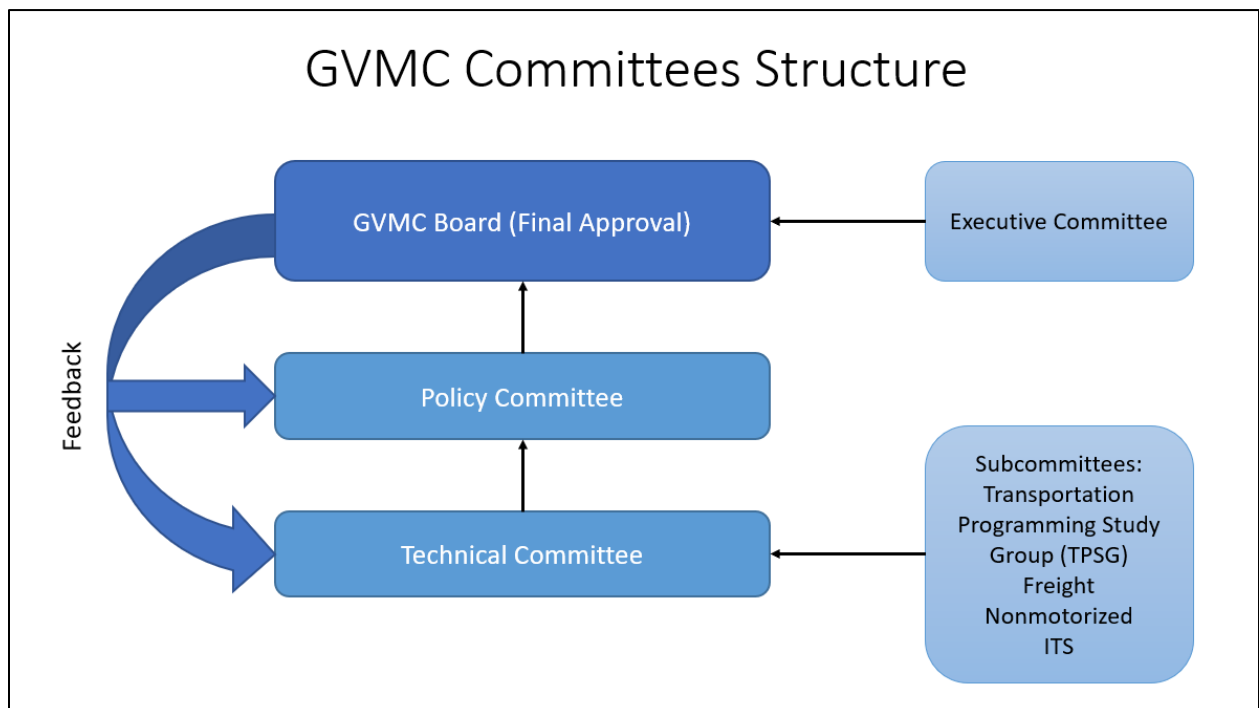 GVMC Committees Structure
GVMC Board (Final Approval)
Executive Committee
Feedback
Policy Committee
Technical Committee
Subcommittees:
Transportation
Programming Study
Group (TPSG)
Freight
Nonmotorized
ITS